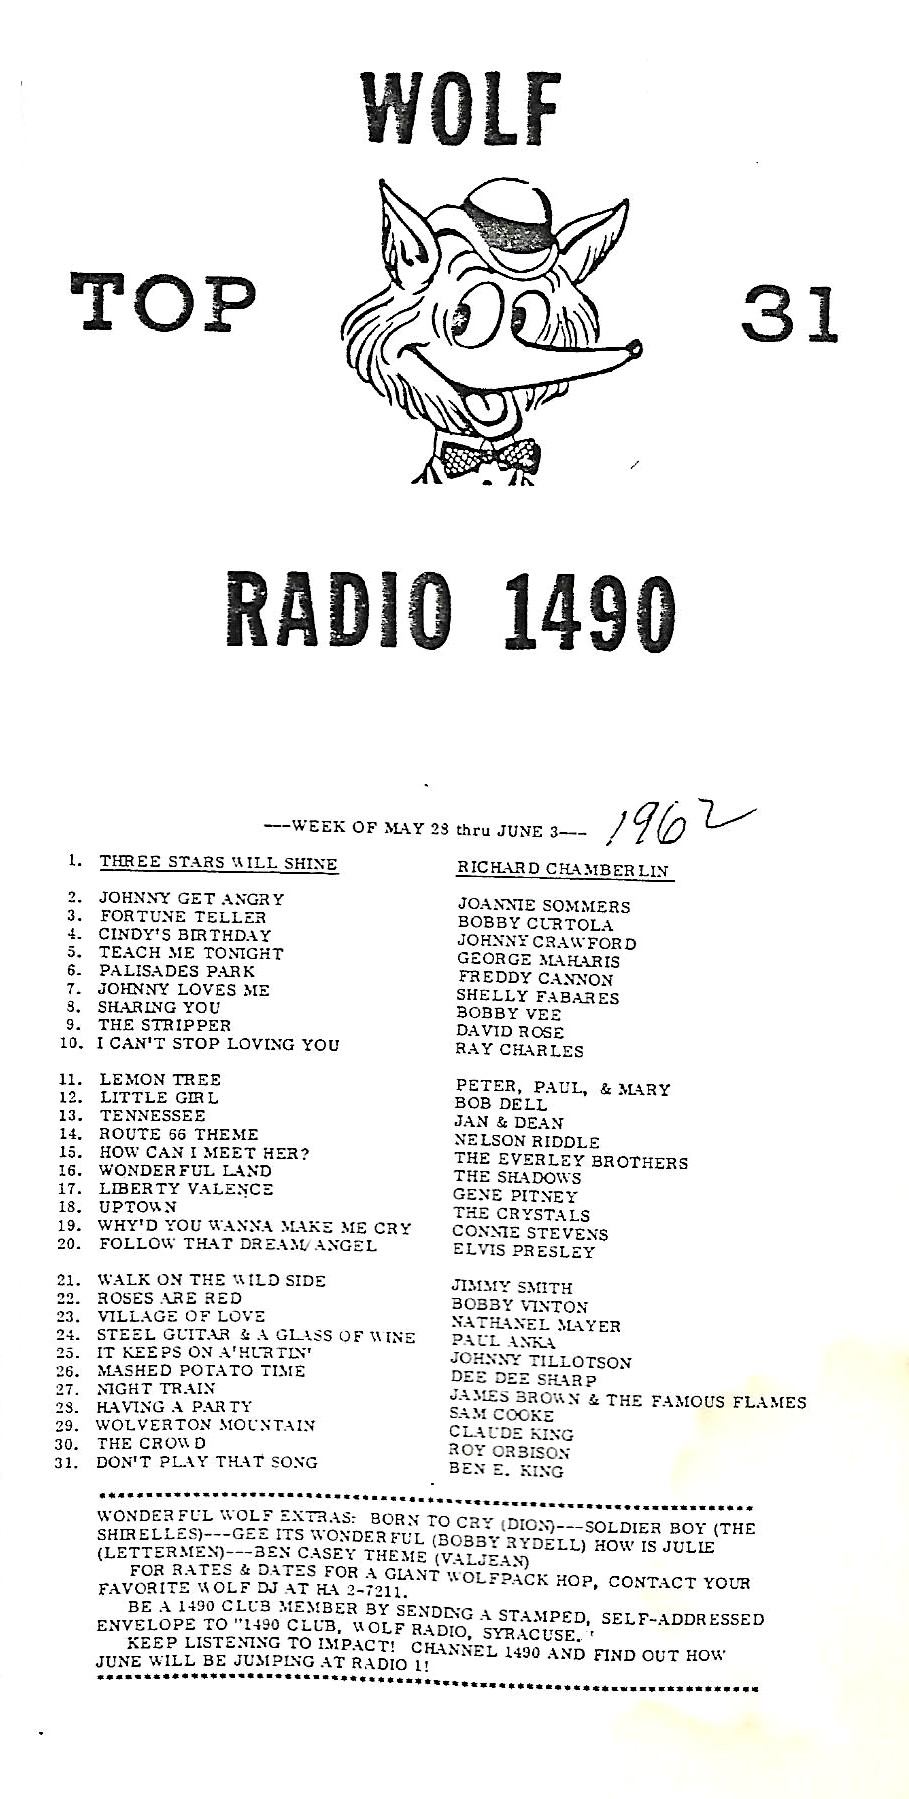 WOLF
TOP 31
RADIO 1490
---WEEK OF MAY 28 thru JUNE 3--- 1962
1. THREE STARS WILL SHINE RICHARD CHAMBERLIN
2. JOHNNY GET ANGRY JOANNIE SOMMERS
3. FORTUNE TELLER BOBBY CURTOLA
4. CINDY'S BIRTHDAY JOHNNY CRAWFORD
5. TEACH ME TONIGHT GEORGE MAHARIS
6. PALISADES PARK FREDDY CANNON
7. JOHNNY LOVES ME SHELLY FABARES
8. SHARING YOU BOBBY VEE
9. THE STRIPPER DAVID ROSE
10. I CAN'T STOP LOVING YOU RAY CHARLES
11. LEMON TREE PETER, PAUL, & MARY
12. LITTLE GIRL BOB DELL
13. TENNESSEE JAN & DEAN
14. ROUTE 66 THEME NELSON RIDDLE
15. HOW CAN I MEET HER? THE EVERLEY BROTHERS
16. WONDERFUL LAND THE SHADOWS
17. LIBERTY VALENCE GENE PITNEY
18. UPTOWN THE CRYSTALS
19. WHY'D YOU WANNA MAKE ME CRY CONNIE STEVENS
20. FOLLOW THAT DREAM/ANGEL ELVIS PRESLEY
21. WALK ON THE WILD SIDE JIMMY SMITH
22. ROSES ARE RED BOBBY VINTON
23. VILLAGE OF LOVE NATHANEL MAYER
24. STEEL GUITAR & A GLASS OF WINE PAUL ANKA
25. IT KEEPS ON A'HURTIN' JOHNNY TILLOTSON
26. MASHED POTATO TIME DEE DEE SHARP
27. NIGHT TRAIN JAMES BROWN & THE FAMOUS FLAMES
28. HAVING A PARTY SAM COOKE
29. WOLVERTON MOUNTAIN CLAUDE KING
30. THE CROWD ROY ORBISON
31. DON'T PLAY THAT SONG BEN E. KING
WONDERFUL WOLF EXTRAS: BORN TO CRY (DION)---SOLDIER BOY (THE
SHIRELLES)---GEE ITS WONDERFUL (BOBBY RYDELL) HOW IS JULIE
(LETTERMEN)---BEN CASEY THEME (VALJEAN)
FOR RATES & DATES FOR A GIANT WOLFPACK HOP, CONTACT YOUR
FAVORITE WOLF DJ AT HA 2-7211.
BE A 1490 CLUB MEMBER BY SENDING A STAMPED, SELF-ADDRESSED
ENVELOPE TO "1490 CLUB, WOLF RADIO, SYRACUSE. '
KEEP LISTENING TO IMPACT! CHANNEL 1490 AND FIND OUT HOW
JUNE WILL BE JUMPING AT RADIO 1!